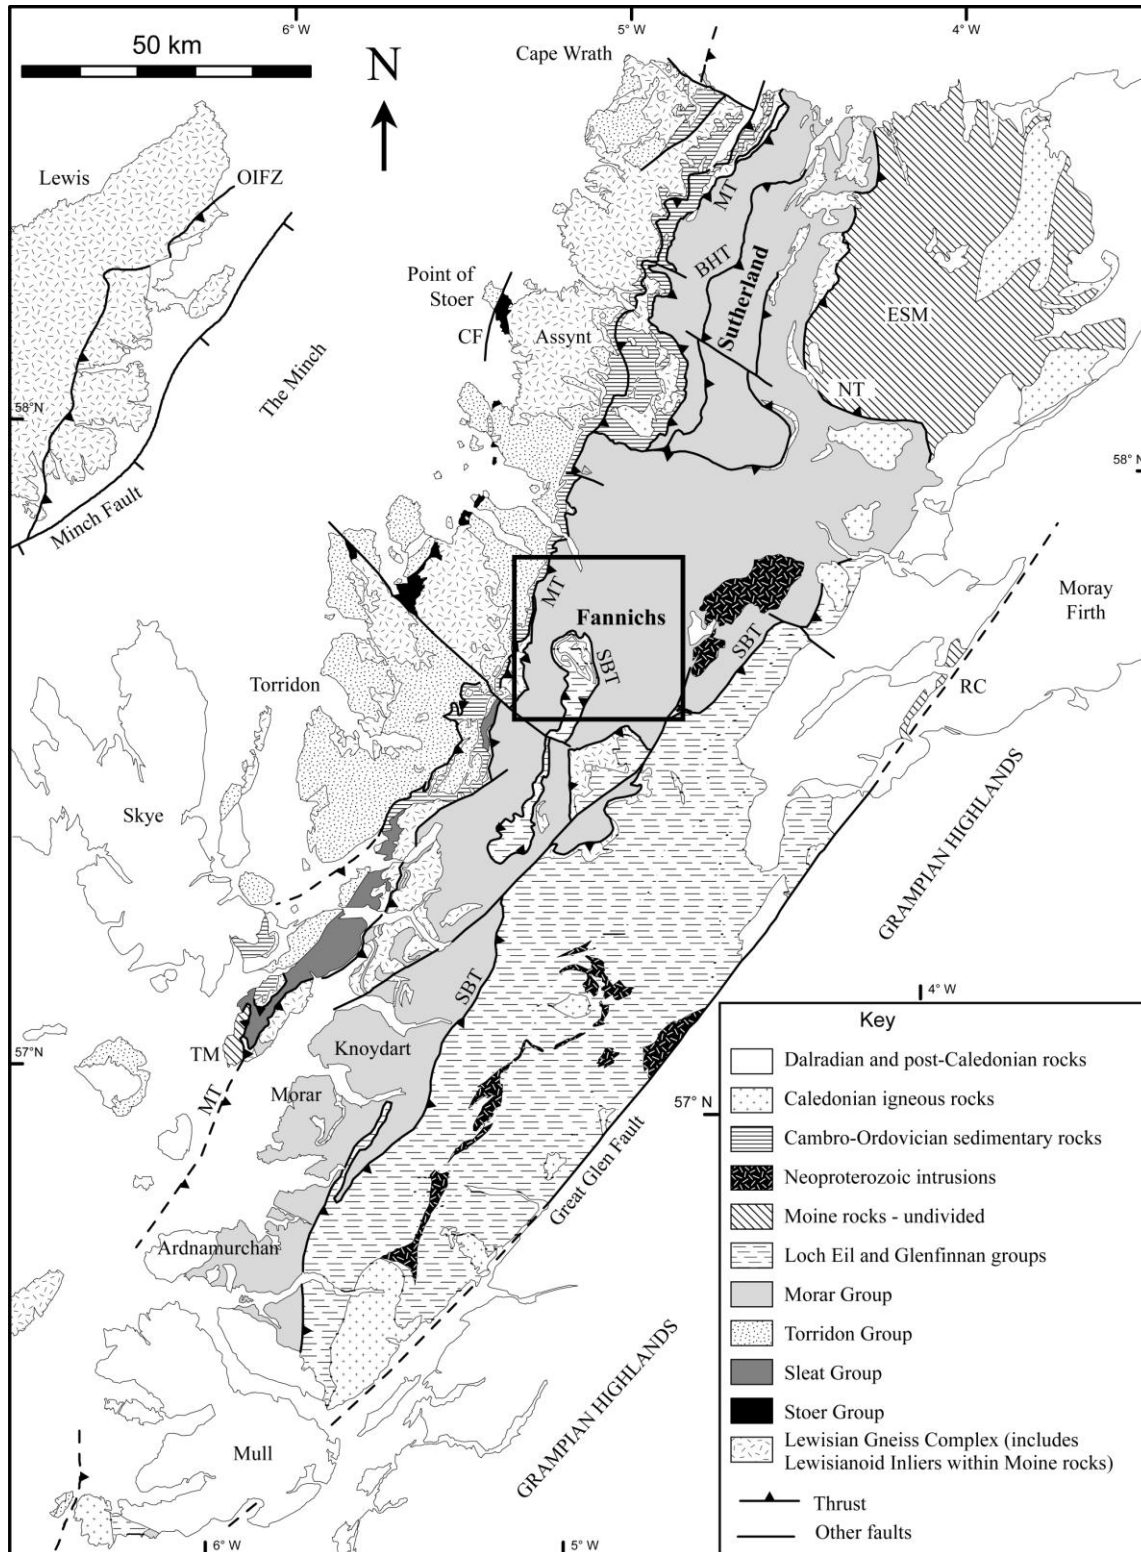 6° W
5° W
4° W
50 km
N
Cape Wrath
Lewis
OIFZ
MT
BHT
Sutherland
Point of
Stoer
CF
Assynt
ESM
The Minch
NT
58°N
58° N
Minch Fault
MT
Fannichs
SBT
SBT
Moray
Firth
Torridon
RC
Skye
GRAMPIAN HIGHLANDS
SBT
4° W
57°N
TM
Knoydart
MT
Morar
57° N
Great Glen Fault
Ardnamurchan
GRAMPIAN HIGHLANDS
Mull
6° W
5° W
Key
Dalradian and post-Caledonian rocks
Caledonian igneous rocks
Cambro-Ordovician sedimentary rocks
Neoproterozoic intrusions
Moine rocks - undivided
Loch Eil and Glenfinnan groups
Morar Group
Torridon Group
Sleat Group
Stoer Group
Lewisian Gneiss Complex (includes
Lewisianoid Inliers within Moine rocks)
Thrust
Other faults